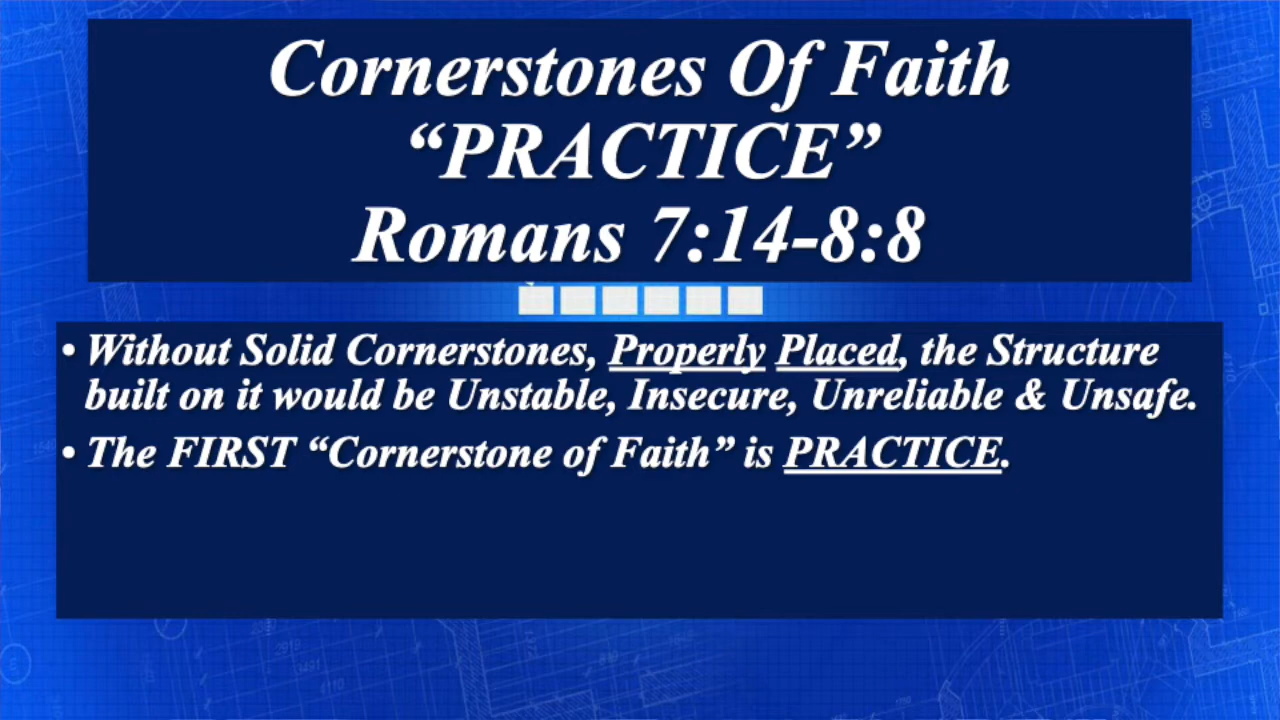 Cornerstones Of Faith
“PRACTICE”
Romans 7:14-8:8
• Without Solid Cornerstones, Properly Placed, the Structure
built on it would be Unstable, Insecure, Unreliable & Unsafe.
• The FIRST “Cornerstone of Faith” is PRACTICE.